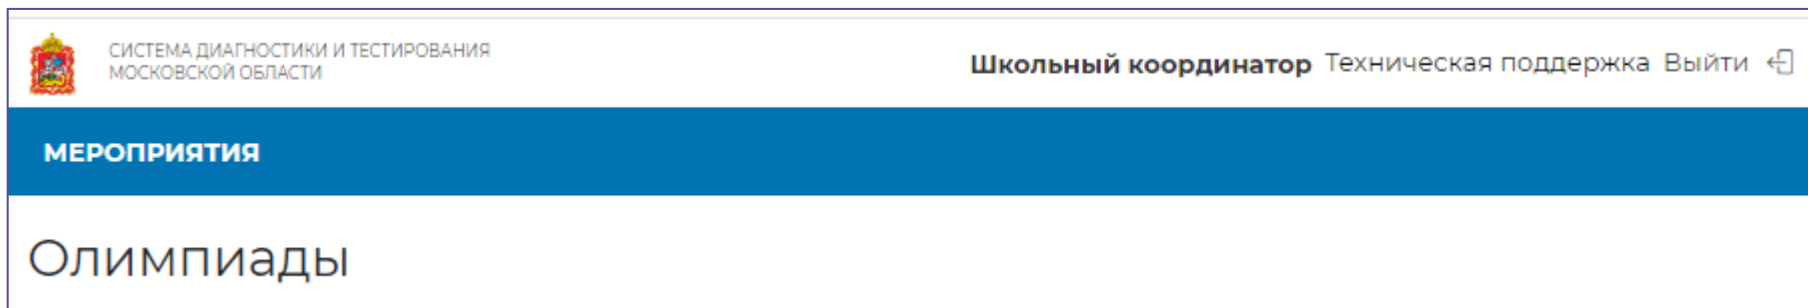 СИСТЕМА ДИАГНОСТИКИ И ТЕСТИРОВАНИЯ
МОСКОВСКОЙ ОБЛАСТИ
Школьный координатор Техническая поддержка Выйти
МЕРОПРИЯТИЯ
Олимпиады